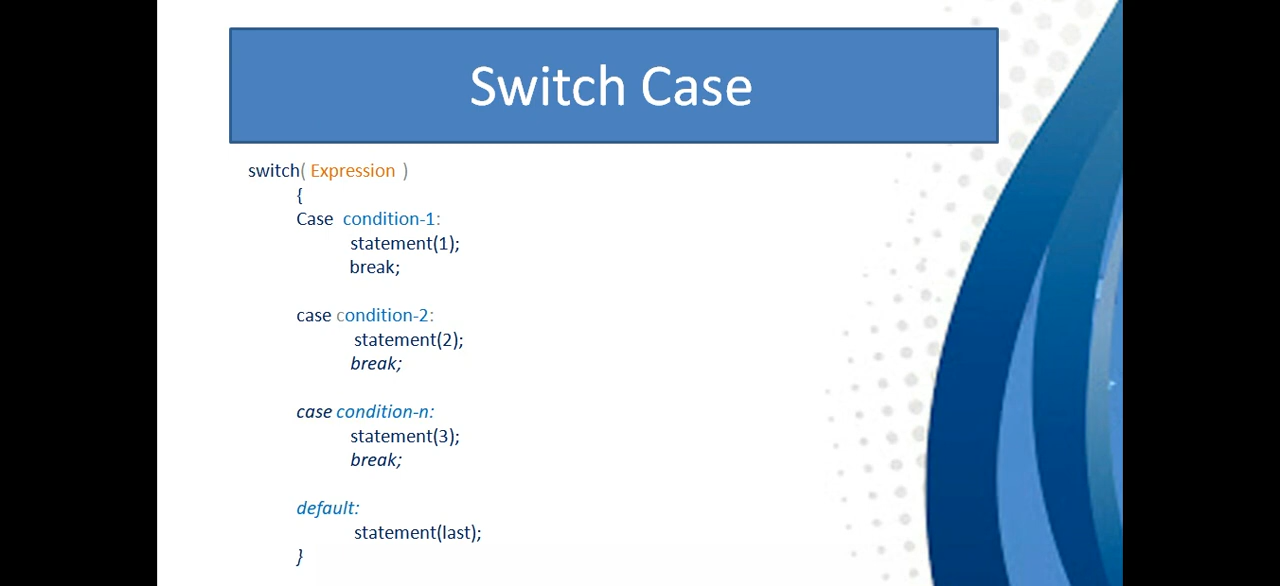 Switch Case
switch( Expression )
{
Case condition-1:
statement(1);
break;
case condition-2:
statement(2);
break;
case condition-n:
statement(3);
break;
default:
statement(last);
}